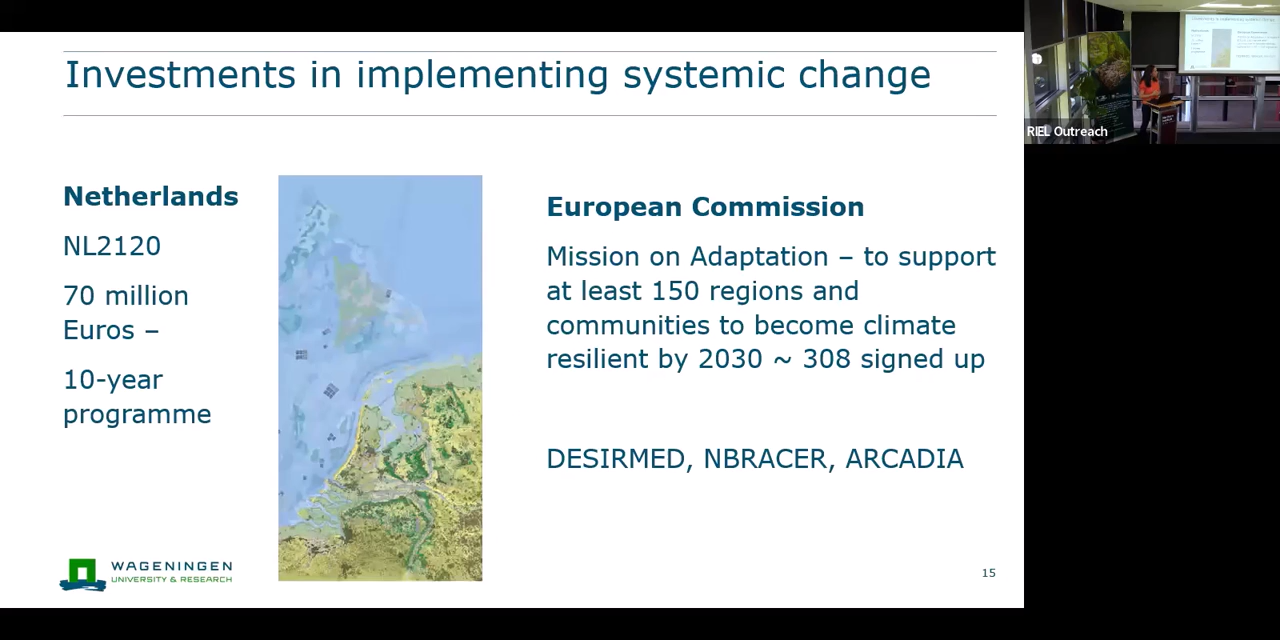 Investments in implementing systemic change
Netherlands
NL2120
70 million
Euros –
10-year
programme
European Commission
Mission on Adaptation – to support
at least 150 regions and
communities to become climate
resilient by 2030 ~ 308 signed up
DESIRMED, NBRACER, ARCADIA
WAGENINGEN
UNIVERSITY & RESEARCH
15
RIEL Outreach